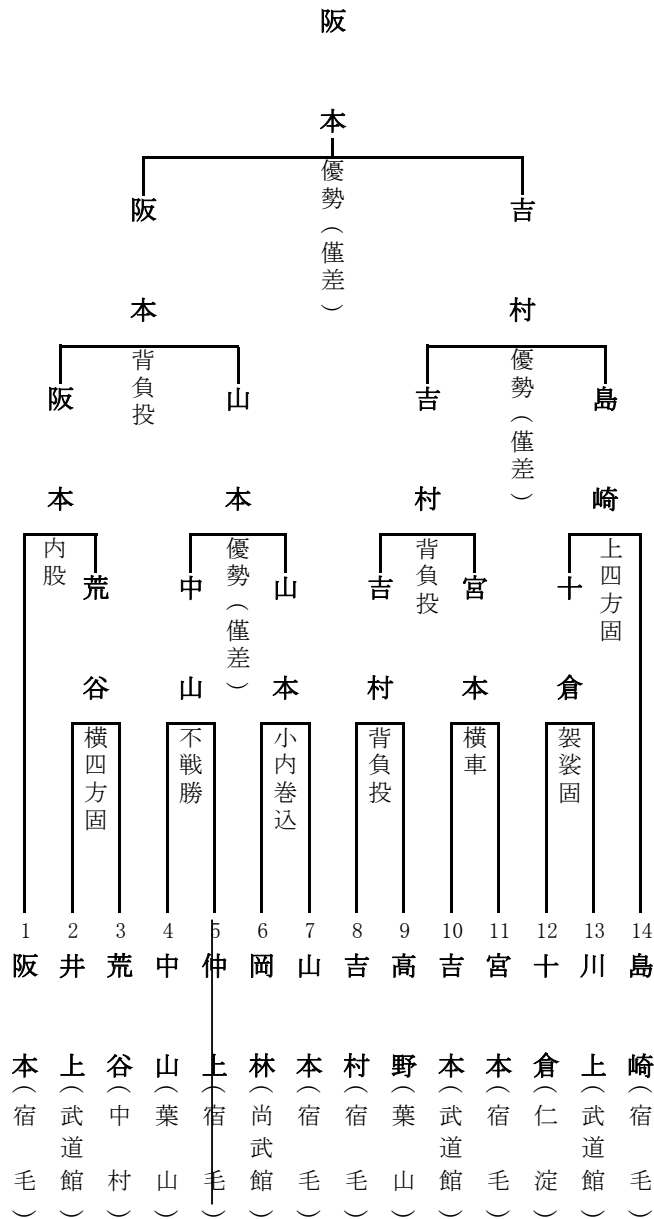 阪本
優勢（僅差）
阪本
吉村
背負投
優勢（僅差）
阪本
山本
吉村
島崎
内股
優勢（僅差）
背負投
上四方固
荒谷
中山
山本
吉村
宮本
十倉
横四方固
不戦勝
小内巻込
背負投
横車
袈裟固
1 阪本（宿毛）
2 井上（武道館）
3 荒谷（中村）
4 中山（葉山）
5 仲上（宿毛）
6 岡林（尚武館）
7 山本（宿毛）
8 吉村（宿毛）
9 高野（葉山）
10 吉本（武道館）
11 宮本（宿毛）
12 十倉（仁淀）
13 川上（武道館）
14 島崎（宿毛）